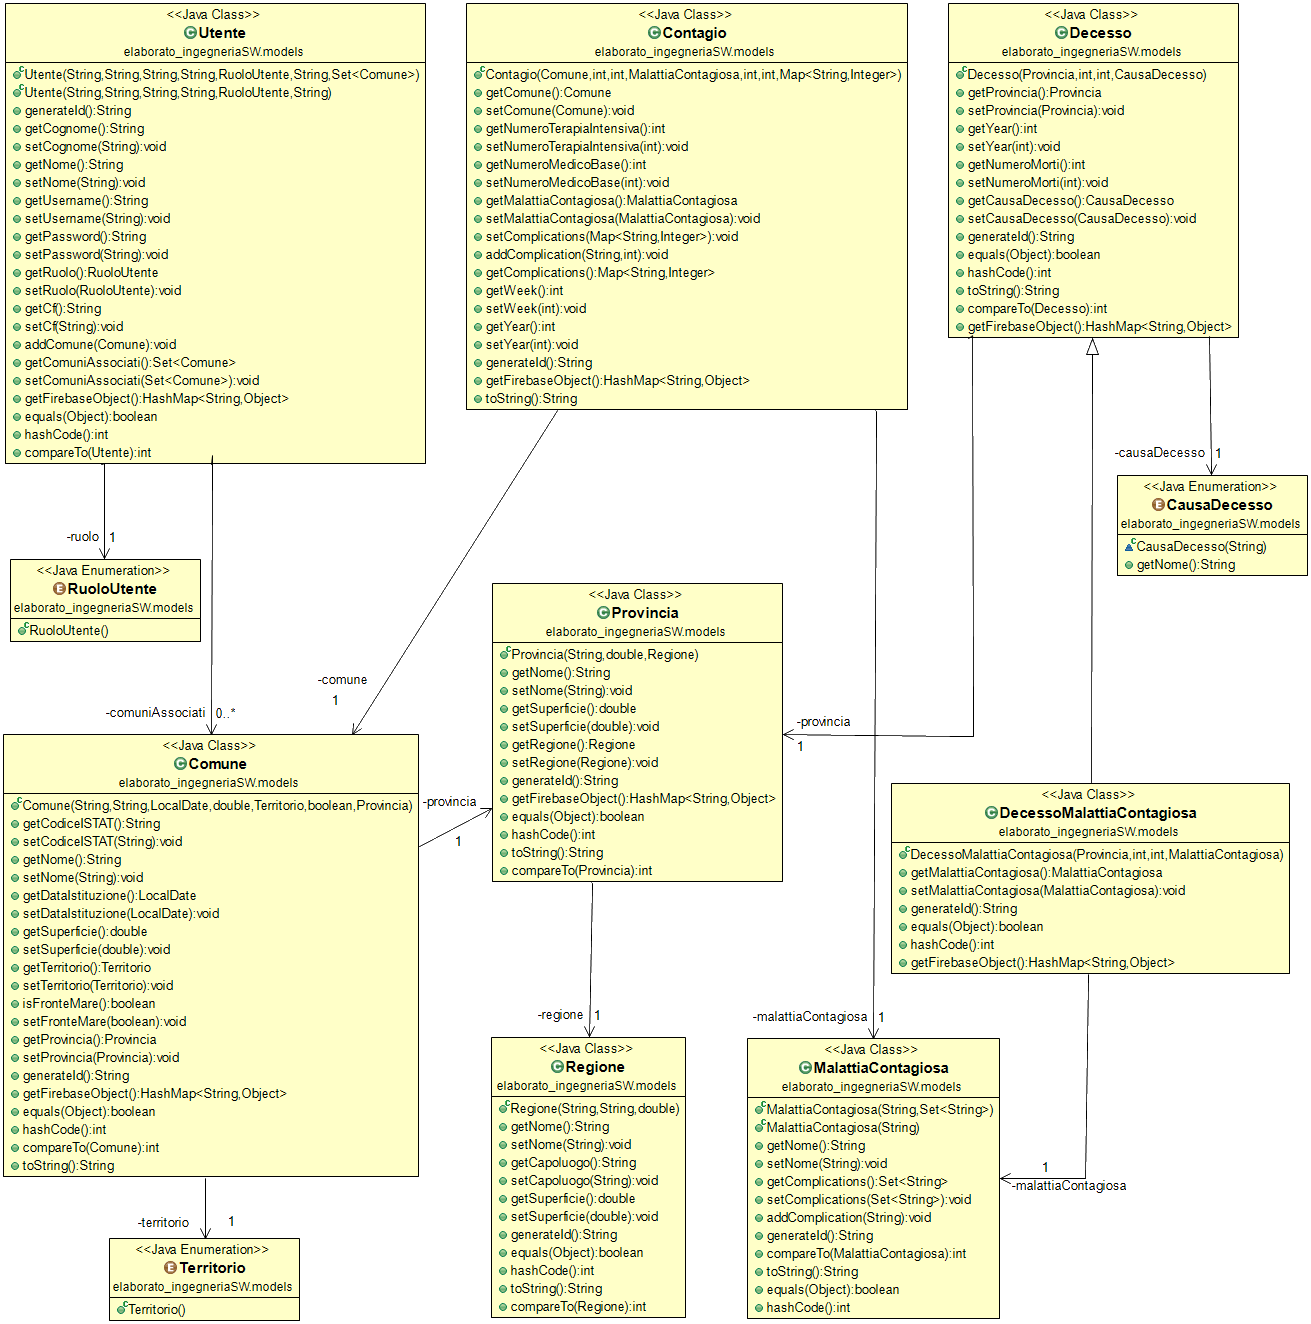 <<Java Class>>
Utente
elaborato_ingegneriaSW.models
Utente(String,String,String,String,RuoloUtente,String,Set<Comune>)
Utente(String,String,String,String,RuoloUtente,String)
generateId():String
getCognome():String
setCognome(String):void
getNome():String
setNome(String):void
getUsername():String
setUsername(String):void
getPassword():String
setPassword(String):void
getRuolo():RuoloUtente
setRuolo(RuoloUtente):void
getCf():String
setCf(String):void
addComune(Comune):void
getComuniAssociati():Set<Comune>
setComuniAssociati(Set<Comune>):void
getFirebaseObject():HashMap<String,Object>
equals(Object):boolean
hashCode():int
compareTo(Utente):int
<<Java Class>>
Contagio
elaborato_ingegneriaSW.models
Contagio(Comune,int,int,MalattiaContagiosa,int,int,Map<String,Integer>)
getComune():Comune
setComune(Comune):void
getNumeroTerapiaIntensiva():int
setNumeroTerapiaIntensiva(int):void
getNumeroMedicoBase():int
setNumeroMedicoBase(int):void
getMalattiaContagiosa():MalattiaContagiosa
setMalattiaContagiosa(MalattiaContagiosa):void
setComplications(Map<String,Integer>):void
addComplication(String,int):void
getComplications():Map<String,Integer>
getWeek():int
setWeek(int):void
getYear():int
setYear(int):void
generateId():String
getFirebaseObject():HashMap<String,Object>
toString():String
<<Java Class>>
Decesso
elaborato_ingegneriaSW.models
Decesso(Provincia,int,int,CausaDecesso)
getProvincia():Provincia
setProvincia(Provincia):void
getYear():int
setYear(int):void
getNumeroMorti():int
setNumeroMorti(int):void
getCausaDecesso():CausaDecesso
setCausaDecesso(CausaDecesso):void
generateId():String
equals(Object):boolean
hashCode():int
toString():String
compareTo(Decesso):int
getFirebaseObject():HashMap<String,Object>
-causaDecesso 1
<<Java Enumeration>>
CausaDecesso
elaborato_ingegneriaSW.models
CausaDecesso(String)
getNome():String
-ruolo 1
<<Java Enumeration>>
RuoloUtente
elaborato_ingegneriaSW.models
RuoloUtente()
-comuniAssociati 0..*
-comune
1
<<Java Class>>
Provincia
elaborato_ingegneriaSW.models
Provincia(String,double,Regione)
getNome():String
setNome(String):void
getSuperficie():double
setSuperficie(double):void
getRegione():Regione
setRegione(Regione):void
generateId():String
getFirebaseObject():HashMap<String,Object>
equals(Object):boolean
hashCode():int
toString():String
compareTo(Provincia):int
-provincia
1
<<Java Class>>
Comune
elaborato_ingegneriaSW.models
Comune(String,String,LocalDate,double,Territorio,boolean,Provincia)
getCodiceISTAT():String
setCodiceISTAT(String):void
getNome():String
setNome(String):void
getDataIstituzione():LocalDate
setDataIstituzione(LocalDate):void
getSuperficie():double
setSuperficie(double):void
getTerritorio():Territorio
setTerritorio(Territorio):void
isFronteMare():boolean
setFronteMare(boolean):void
getProvincia():Provincia
setProvincia(Provincia):void
generateId():String
getFirebaseObject():HashMap<String,Object>
equals(Object):boolean
hashCode():int
compareTo(Comune):int
toString():String
-provincia
1
<<Java Class>>
DecessoMalattiaContagiosa
elaborato_ingegneriaSW.models
DecessoMalattiaContagiosa(Provincia,int,int,MalattiaContagiosa)
getMalattiaContagiosa():MalattiaContagiosa
setMalattiaContagiosa(MalattiaContagiosa):void
generateId():String
equals(Object):boolean
hashCode():int
getFirebaseObject():HashMap<String,Object>
-regione 1
<<Java Class>>
Regione
elaborato_ingegneriaSW.models
Regione(String,String,double)
getNome():String
setNome(String):void
getCapoluogo():String
setCapoluogo(String):void
getSuperficie():double
setSuperficie(double):void
generateId():String
equals(Object):boolean
hashCode():int
toString():String
compareTo(Regione):int
-malattiaContagiosa 1
<<Java Class>>
MalattiaContagiosa
elaborato_ingegneriaSW.models
MalattiaContagiosa(String,Set<String>)
MalattiaContagiosa(String)
getNome():String
setNome(String):void
getComplications():Set<String>
setComplications(Set<String>):void
addComplication(String):void
generateId():String
compareTo(MalattiaContagiosa):int
toString():String
equals(Object):boolean
hashCode():int
1
-malattiaContagiosa
-territorio 1
<<Java Enumeration>>
Territorio
elaborato_ingegneriaSW.models
Territorio()